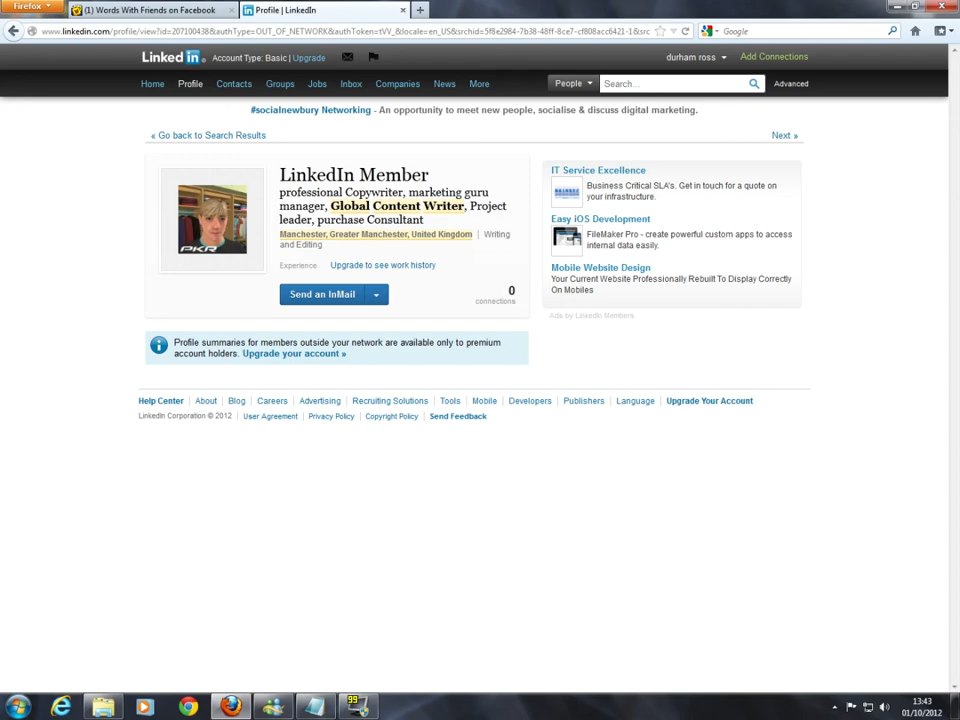 Firefox
(1) Words With Friends on Facebook
Profile | LinkedIn
www.linkedin.com/profile/view?id=207100438&authType=OUT_OF_NETWORK&authToken=tVV_&locale=en_US&srchid=5f8e2984-7b38-48ff-8ce7-cf808acc6421-1&src
Google
Linked in
Account Type: Basic | Upgrade
durham ross
Add Connections
Home Profile Contacts Groups Jobs Inbox Companies News More
People
Search...
Advanced
#socialnewbury Networking - An opportunity to meet new people, socialise & discuss digital marketing.
« Go back to Search Results
Next »
LinkedIn Member
professional Copywriter, marketing guru
manager, Global Content Writer, Project
leader, purchase Consultant
Manchester, Greater Manchester, United Kingdom | Writing
and Editing
Experience Upgrade to see work history
Send an InMail
0
connections
PKR
IT Service Excellence
Business Critical SLA's. Get in touch for a quote on
your infrastructure.
Easy iOS Development
FileMaker Pro - create powerful custom apps to access
internal data easily.
Mobile Website Design
Your Current Website Professionally Rebuilt To Display Correctly
On Mobiles
Ads by LinkedIn Members
Profile summaries for members outside your network are available only to premium
account holders. Upgrade your account »
Help Center | About | Blog | Careers | Advertising | Recruiting Solutions | Tools | Mobile | Developers | Publishers | Language | Upgrade Your Account
LinkedIn Corporation © 2012 | User Agreement | Privacy Policy | Copyright Policy | Send Feedback
99
13:43
01/10/2012